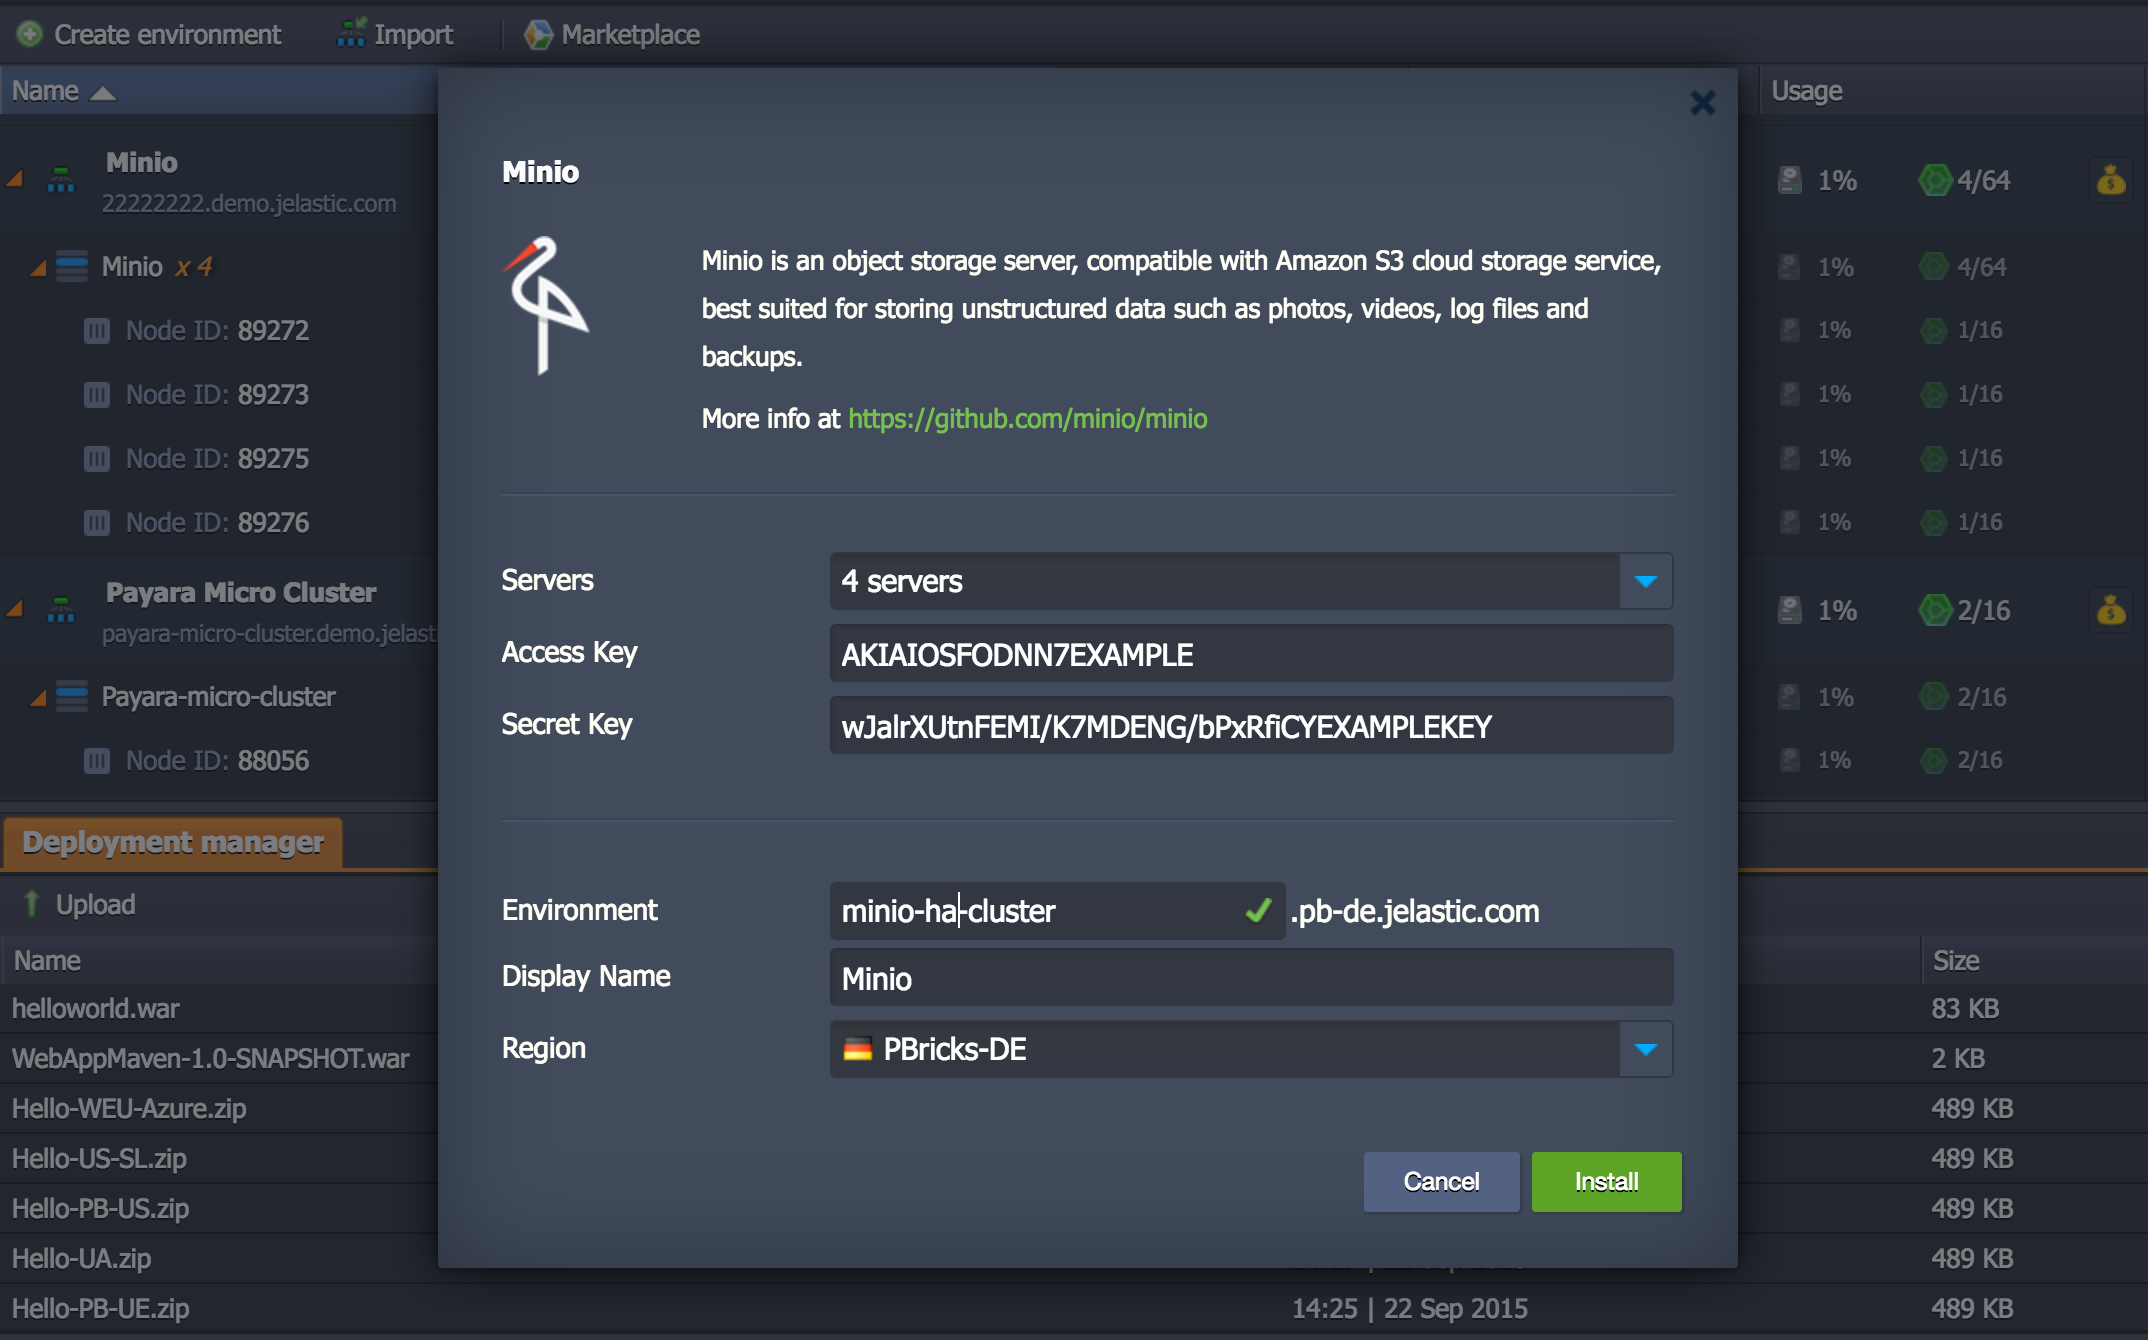 Create environment Import Marketplace
Name Usage
Minio
22222222.demo.jelastic.com
1% 4/64
Minio x 4
1% 4/64
Node ID: 89272
1% 1/16
Node ID: 89273
1% 1/16
Node ID: 89275
1% 1/16
Node ID: 89276
1% 1/16
Payara Micro Cluster
payara-micro-cluster.demo.jelasti
1% 2/16
Payara-micro-cluster
1% 2/16
Node ID: 88056
1% 2/16
Deployment manager
Upload
Name Size
helloworld.war 83 KB
WebAppMaven-1.0-SNAPSHOT.war 2 KB
Hello-WEU-Azure.zip 489 KB
Hello-US-SL.zip 489 KB
Hello-PB-US.zip 489 KB
Hello-UA.zip 489 KB
Hello-PB-UE.zip 14:25 | 22 Sep 2015 489 KB
Minio
Minio is an object storage server, compatible with Amazon S3 cloud storage service,
best suited for storing unstructured data such as photos, videos, log files and
backups.
More info at https://github.com/minio/minio
Servers 4 servers
Access Key AKIAIOSFODNN7EXAMPLE
Secret Key wJalrXUtnFEMI/K7MDENG/bPxRfiCYEXAMPLEKEY
Environment minio-ha-cluster .pb-de.jelastic.com
Display Name Minio
Region PBricks-DE
Cancel Install